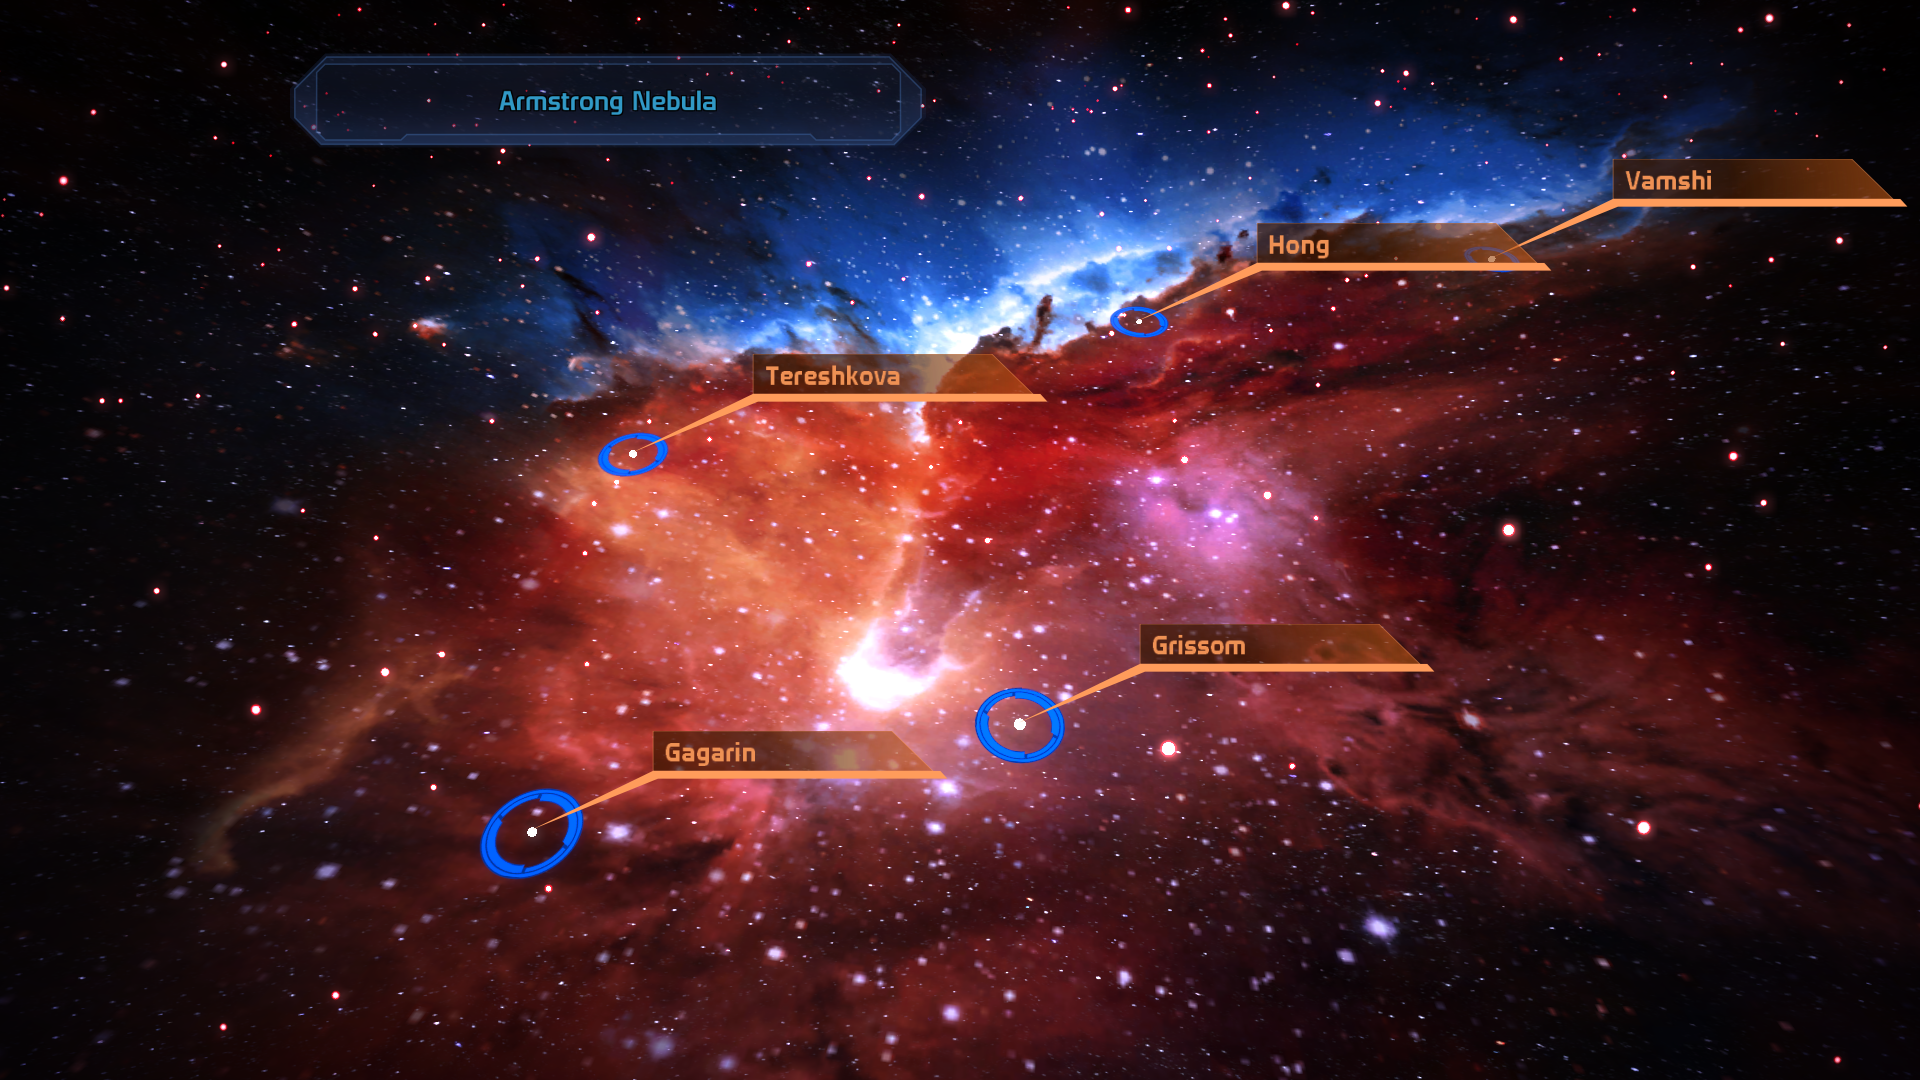 Armstrong Nebula
Vamshi
Hong
Tereshkova
Grissom
Gagarin